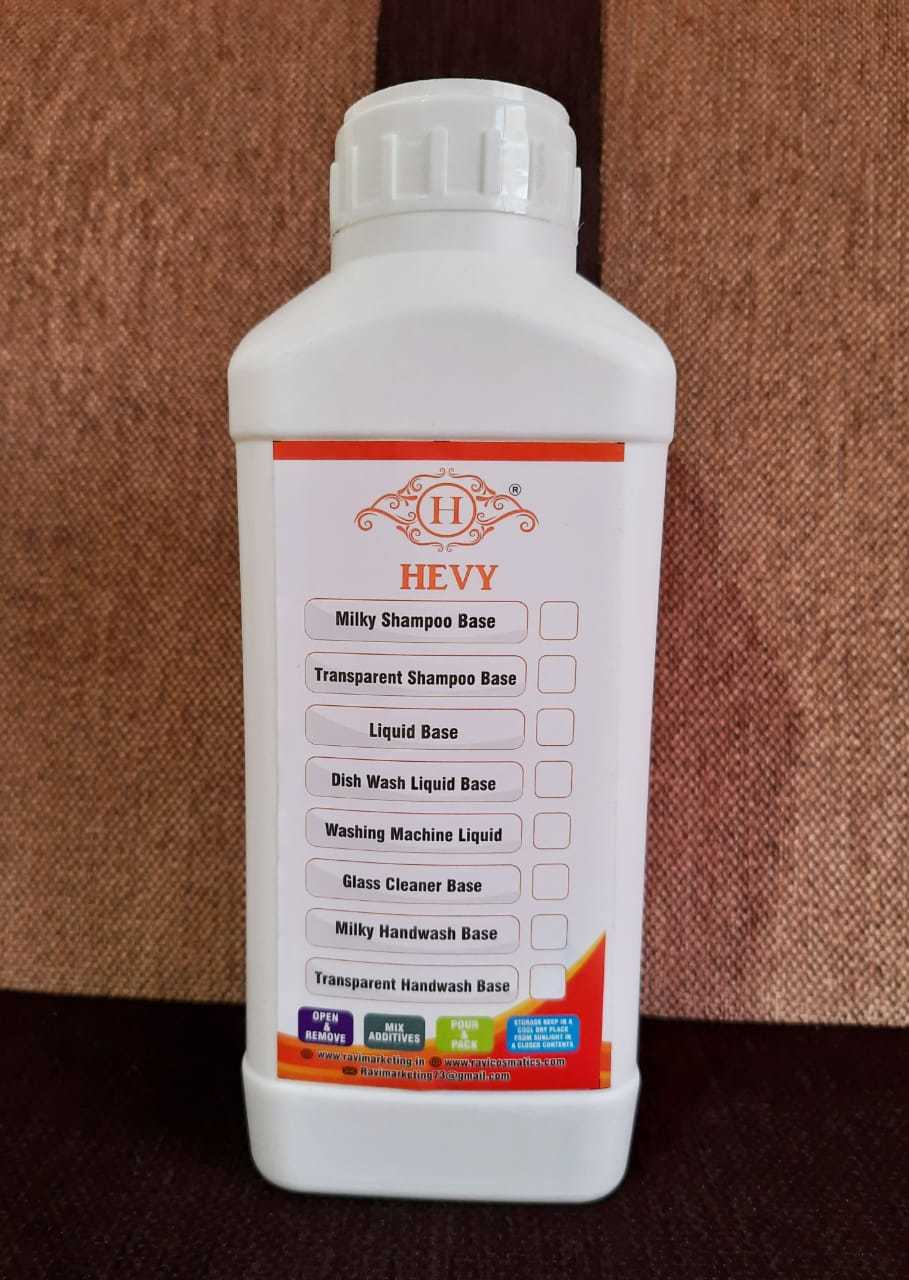 H ®
HEVY
Milky Shampoo Base
Transparent Shampoo Base
Liquid Base
Dish Wash Liquid Base
Washing Machine Liquid
Glass Cleaner Base
Milky Handwash Base
Transparent Handwash Base
OPEN
&
REMOVE
MIX
ADDITIVES
POUR
&
PACK
STORAGE KEEP IN A
COOL DRY PLACE
FROM SUNLIGHT IN
A CLOSED CONTENTS
www.ravimarketing.in www.ravicosmatics.com
Ravimarketing73@gmail.com